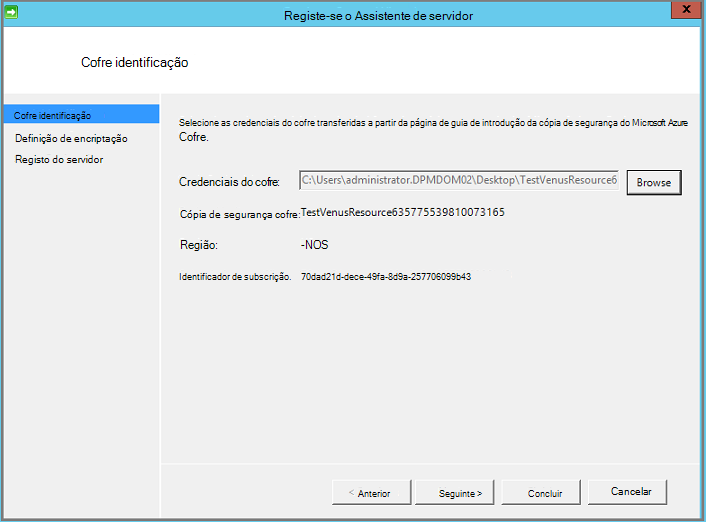 Registe-se o Assistente de servidor
X
Cofre identificação
Cofre identificação
Definição de encriptação
Registo do servidor
Selecione as credenciais do cofre transferidas a partir da página de guia de introdução da cópia de segurança do Microsoft Azure
Cofre.
Credenciais do cofre: C:\Users\administrator.DPMDOM02\Desktop\TestVenusResource6 Browse
Cópia de segurança cofre: TestVenusResource635775539810073165
Região: -NOS
Identificador de subscrição. 70dad21d-dece-49fa-8d9a-257706099b43
< Anterior Seguinte > Concluir Cancelar